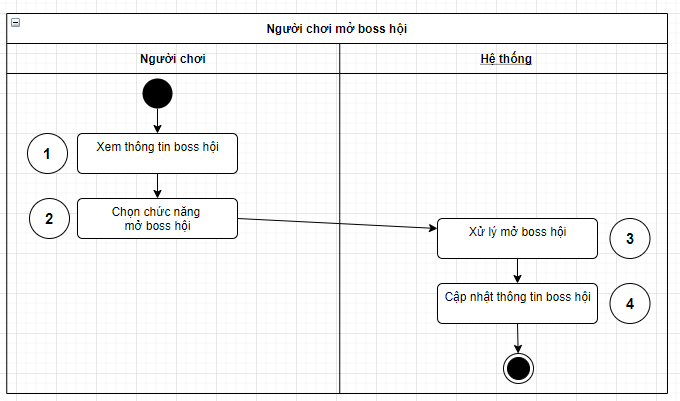 Người chơi mở boss hội
Người chơi
Hệ thống
1
Xem thông tin boss hội
2
Chọn chức năng
mở boss hội
Xử lý mở boss hội
3
Cập nhật thông tin boss hội
4